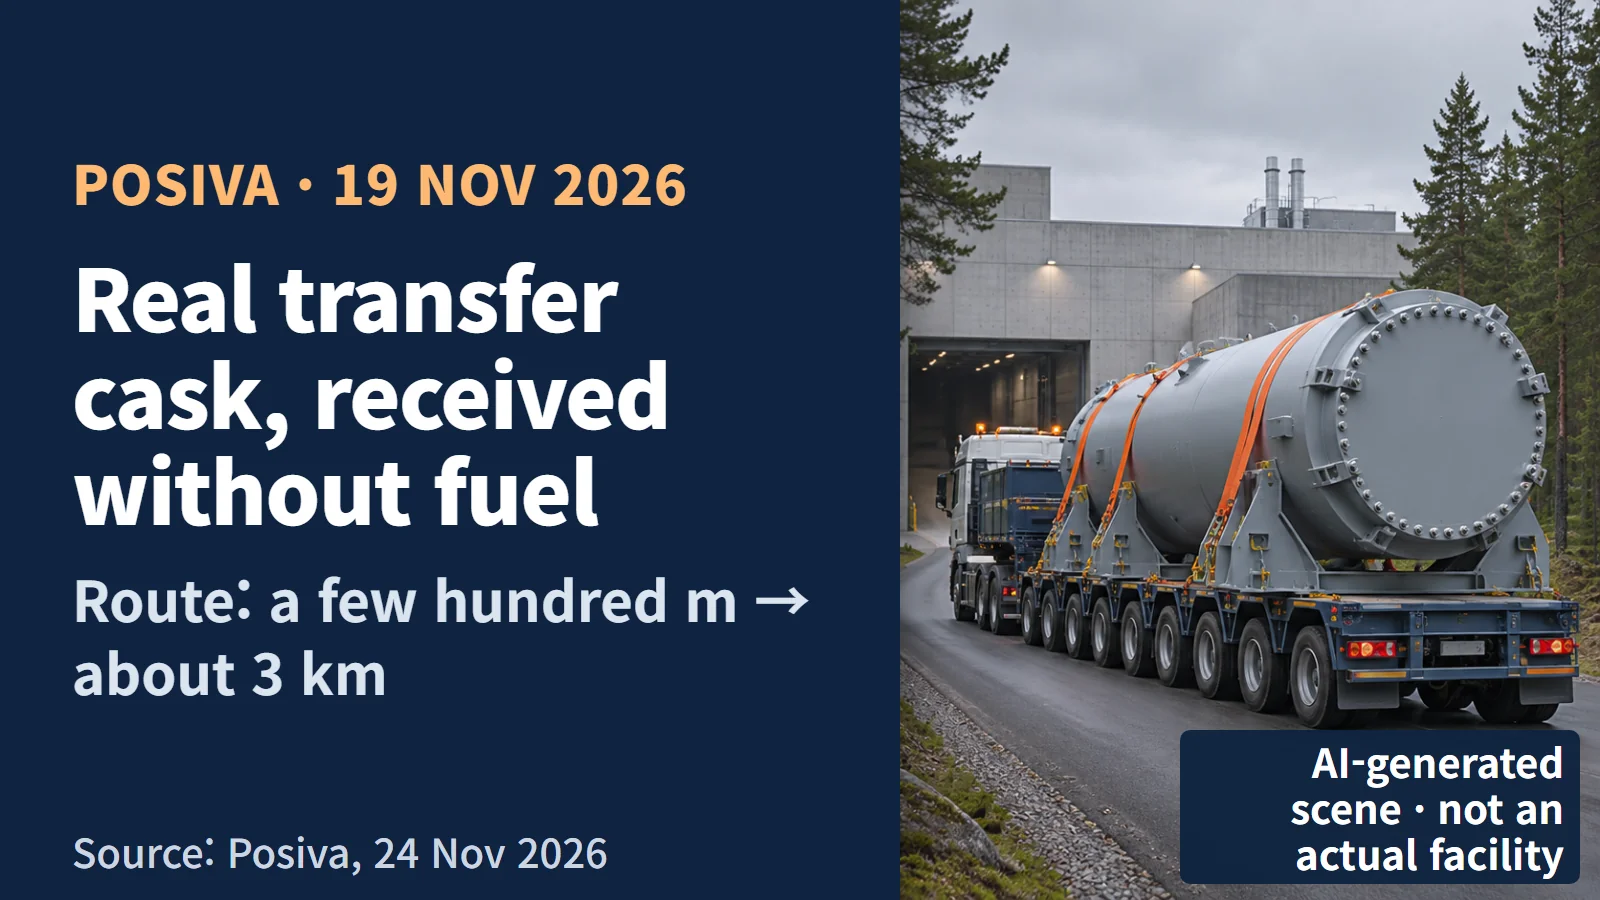 POSIVA · 19 NOV 2026
Real transfer
cask, received
without fuel
Route: a few hundred m →
about 3 km
Source: Posiva, 24 Nov 2026
AI-generated
scene · not an
actual facility